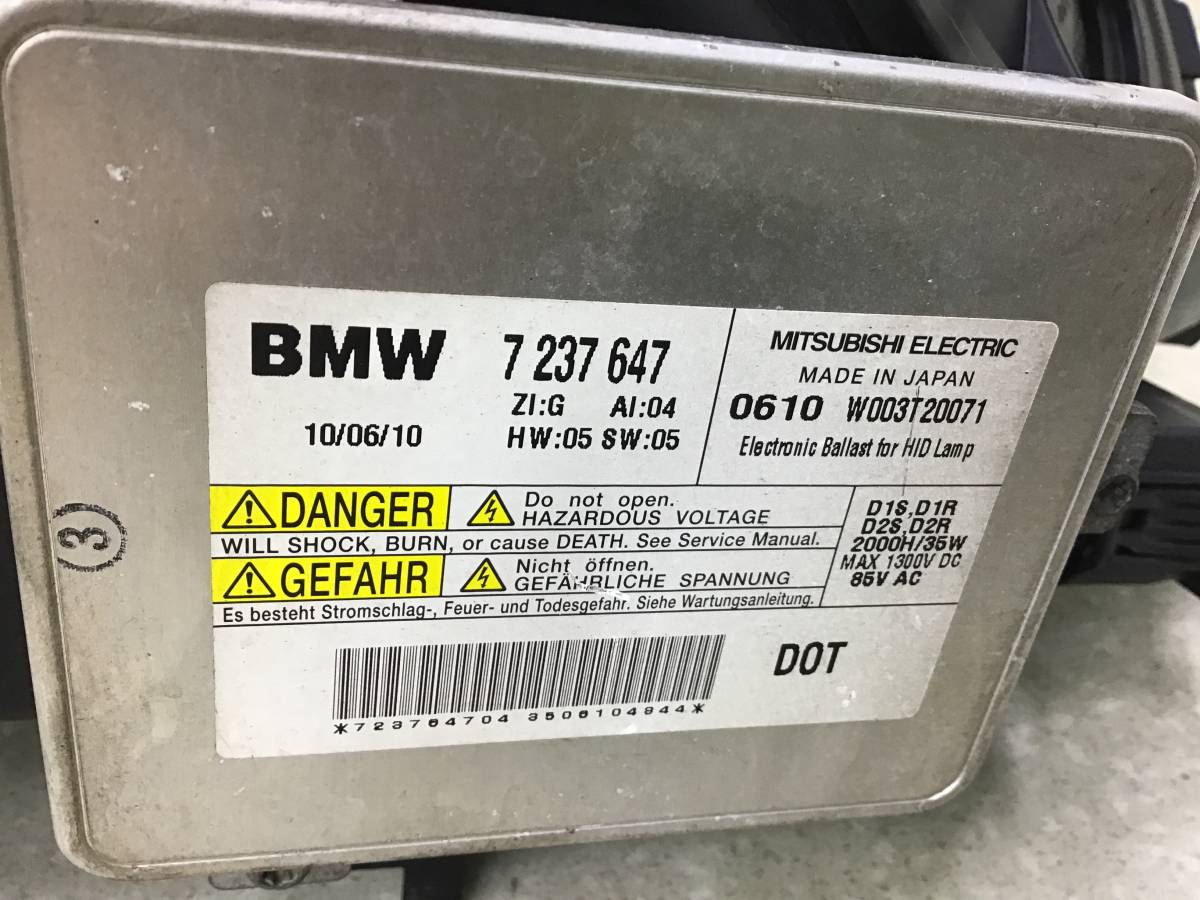 BMW 7 237 647
ZI:G AI:04
10/06/10 HW:05 SW:05
MITSUBISHI ELECTRIC
MADE IN JAPAN
0610 W003T20071
Electronic Ballast for HID Lamp
DANGER Do not open.
HAZARDOUS VOLTAGE
WILL SHOCK, BURN, or cause DEATH. See Service Manual.
GEFAHR Nicht öffnen.
GEFÄHRLICHE SPANNUNG
Es besteht Stromschlag-, Feuer- und Todesgefahr. Siehe Wartungsanleitung.
D1S, D1R
D2S, D2R
2000H/35W
MAX 1300V DC
85V AC
DOT
*723764704 3506104844*
(3)